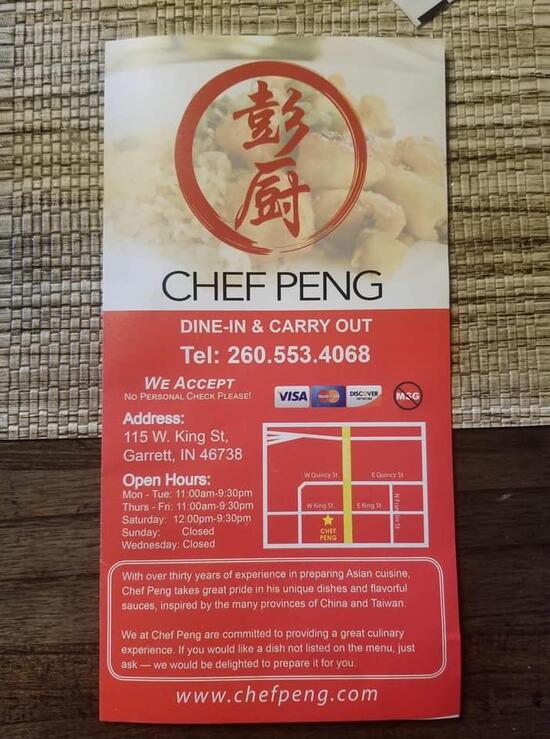 彭
厨
CHEF PENG
DINE-IN & CARRY OUT
Tel: 260.553.4068
WE ACCEPT
NO PERSONAL CHECK PLEASE!
VISA
MasterCard
DISCOVER
NETWORK
MSG
Address:
115 W. King St,
Garrett, IN 46738
Open Hours:
Mon - Tue: 11:00am-9:30pm
Thurs - Fri: 11:00am-9:30pm
Saturday: 12:00pm-9:30pm
Sunday: Closed
Wednesday: Closed
W Quincy St
E Quincy St
W King St
E King St
N Franklin St
CHEF
PENG
With over thirty years of experience in preparing Asian cuisine,
Chef Peng takes great pride in his unique dishes and flavorful
sauces, inspired by the many provinces of China and Taiwan.
We at Chef Peng are committed to providing a great culinary
experience. If you would like a dish not listed on the menu, just
ask — we would be delighted to prepare it for you.
www.chefpeng.com